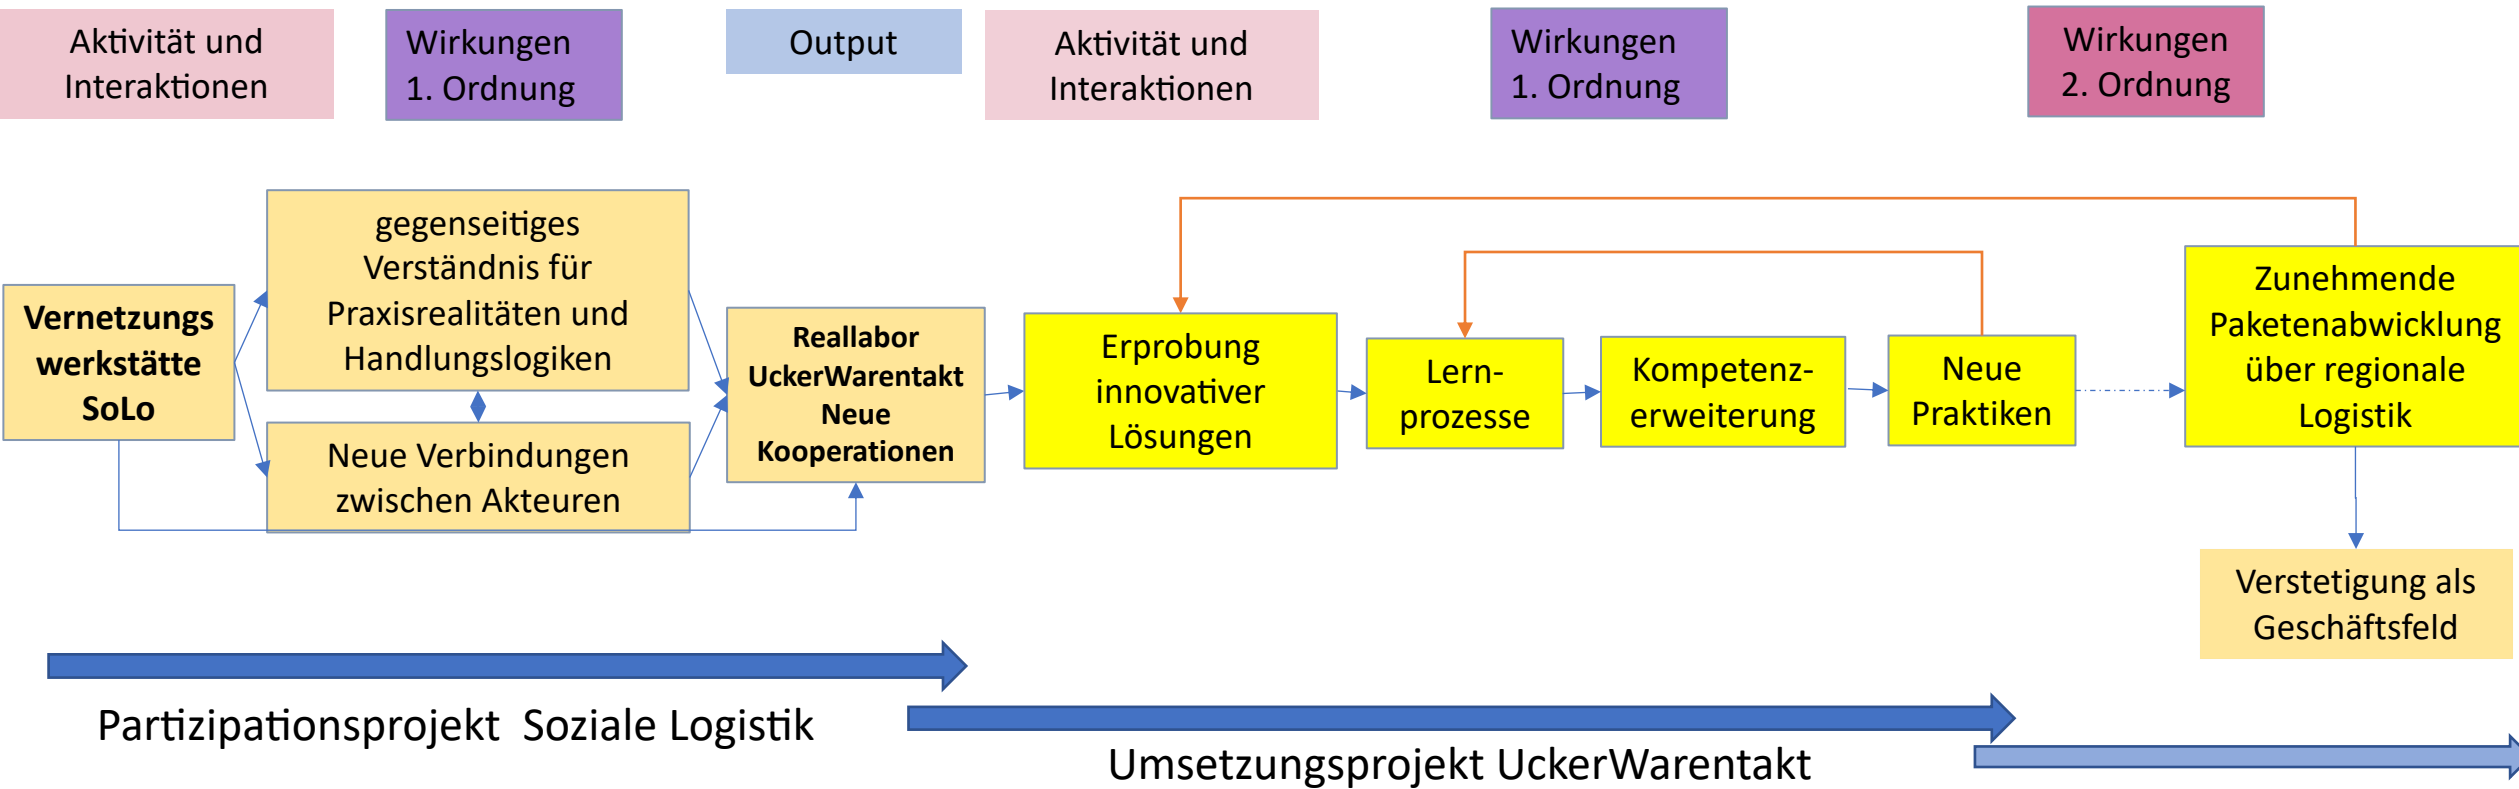 Aktivität und
Interaktionen
Wirkungen
1. Ordnung
Output
Aktivität und
Interaktionen
Wirkungen
1. Ordnung
Wirkungen
2. Ordnung
Vernetzungs
werkstätte
SoLo
gegenseitiges
Verständnis für
Praxisrealitäten und
Handlungslogiken
Neue Verbindungen
zwischen Akteuren
Reallabor
UckerWarentakt
Neue
Kooperationen
Erprobung
innovativer
Lösungen
Lern-
prozesse
Kompetenz-
erweiterung
Neue
Praktiken
Zunehmende
Paketenabwicklung
über regionale
Logistik
Verstetigung als
Geschäftsfeld
Partizipationsprojekt Soziale Logistik
Umsetzungsprojekt UckerWarentakt